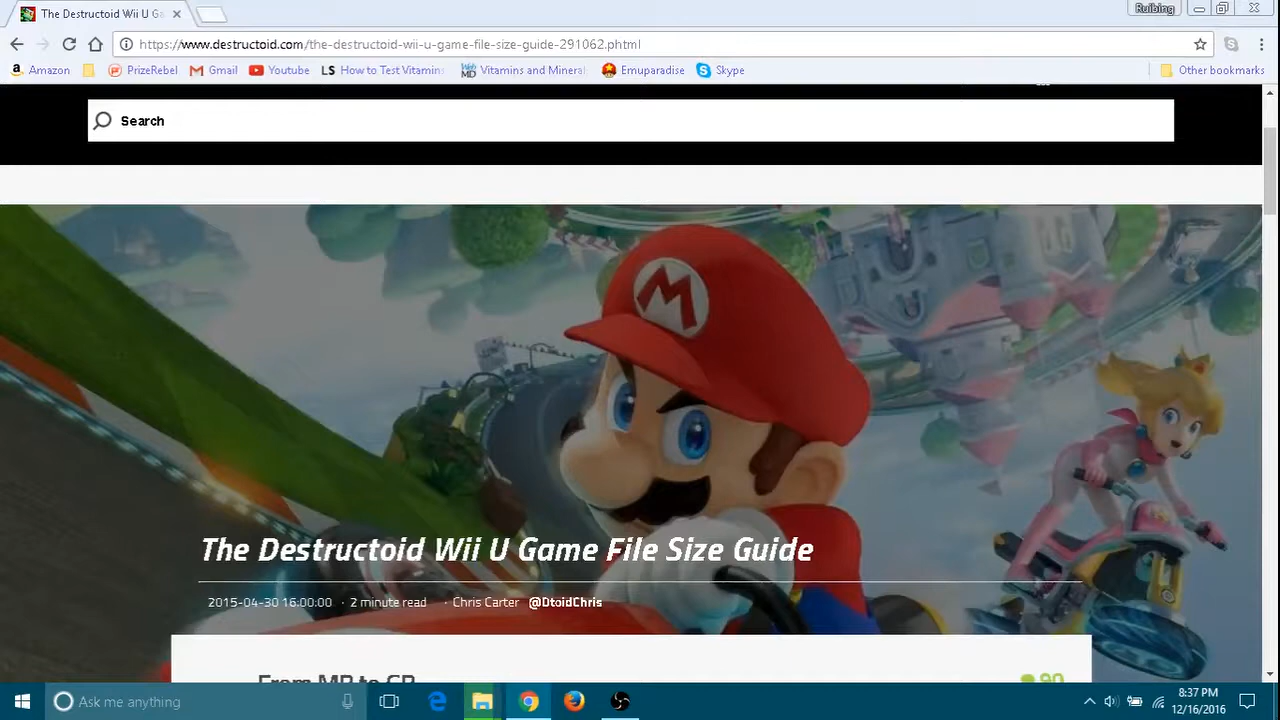 The Destructoid Wii U Ga
Ruibing
https://www.destructoid.com/the-destructoid-wii-u-game-file-size-guide-291062.phtml
Amazon PrizeRebel Gmail Youtube LS How to Test Vitamins Vitamins and Mineral Emuparadise Skype Other bookmarks
Search
M
The Destructoid Wii U Game File Size Guide
2015-04-30 16:00:00 · 2 minute read · Chris Carter @DtoidChris
From MB to GB
90
Ask me anything
8:37 PM
12/16/2016